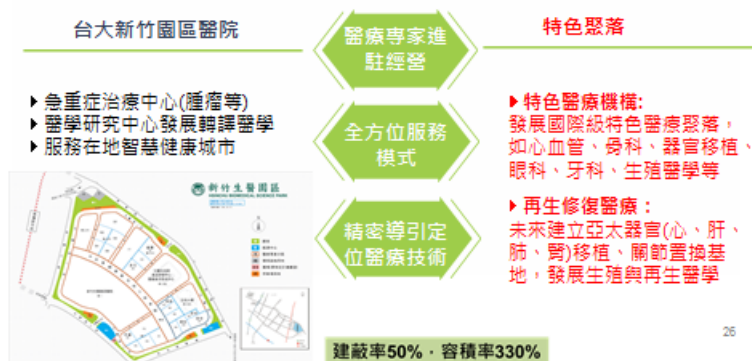 台大新竹園區醫院
▶ 急重症治療中心(腫瘤等)
▶ 醫學研究中心發展轉譯醫學
▶ 服務在地智慧健康城市
新竹生醫園區
HSINCHU BIOMEDICAL SCIENCE PARK
醫療專家進
駐經營
全方位服務
模式
精密導引定
位醫療技術
特色聚落
▶ 特色醫療機構:
發展國際級特色醫療聚落，
如心血管、骨科、器官移植、
眼科、牙科、生殖醫學等
▶ 再生修復醫療：
未來建立亞太器官(心、肝、
肺、腎)移植、關節置換基
地，發展生殖與再生醫學
建蔽率50%，容積率330%
26